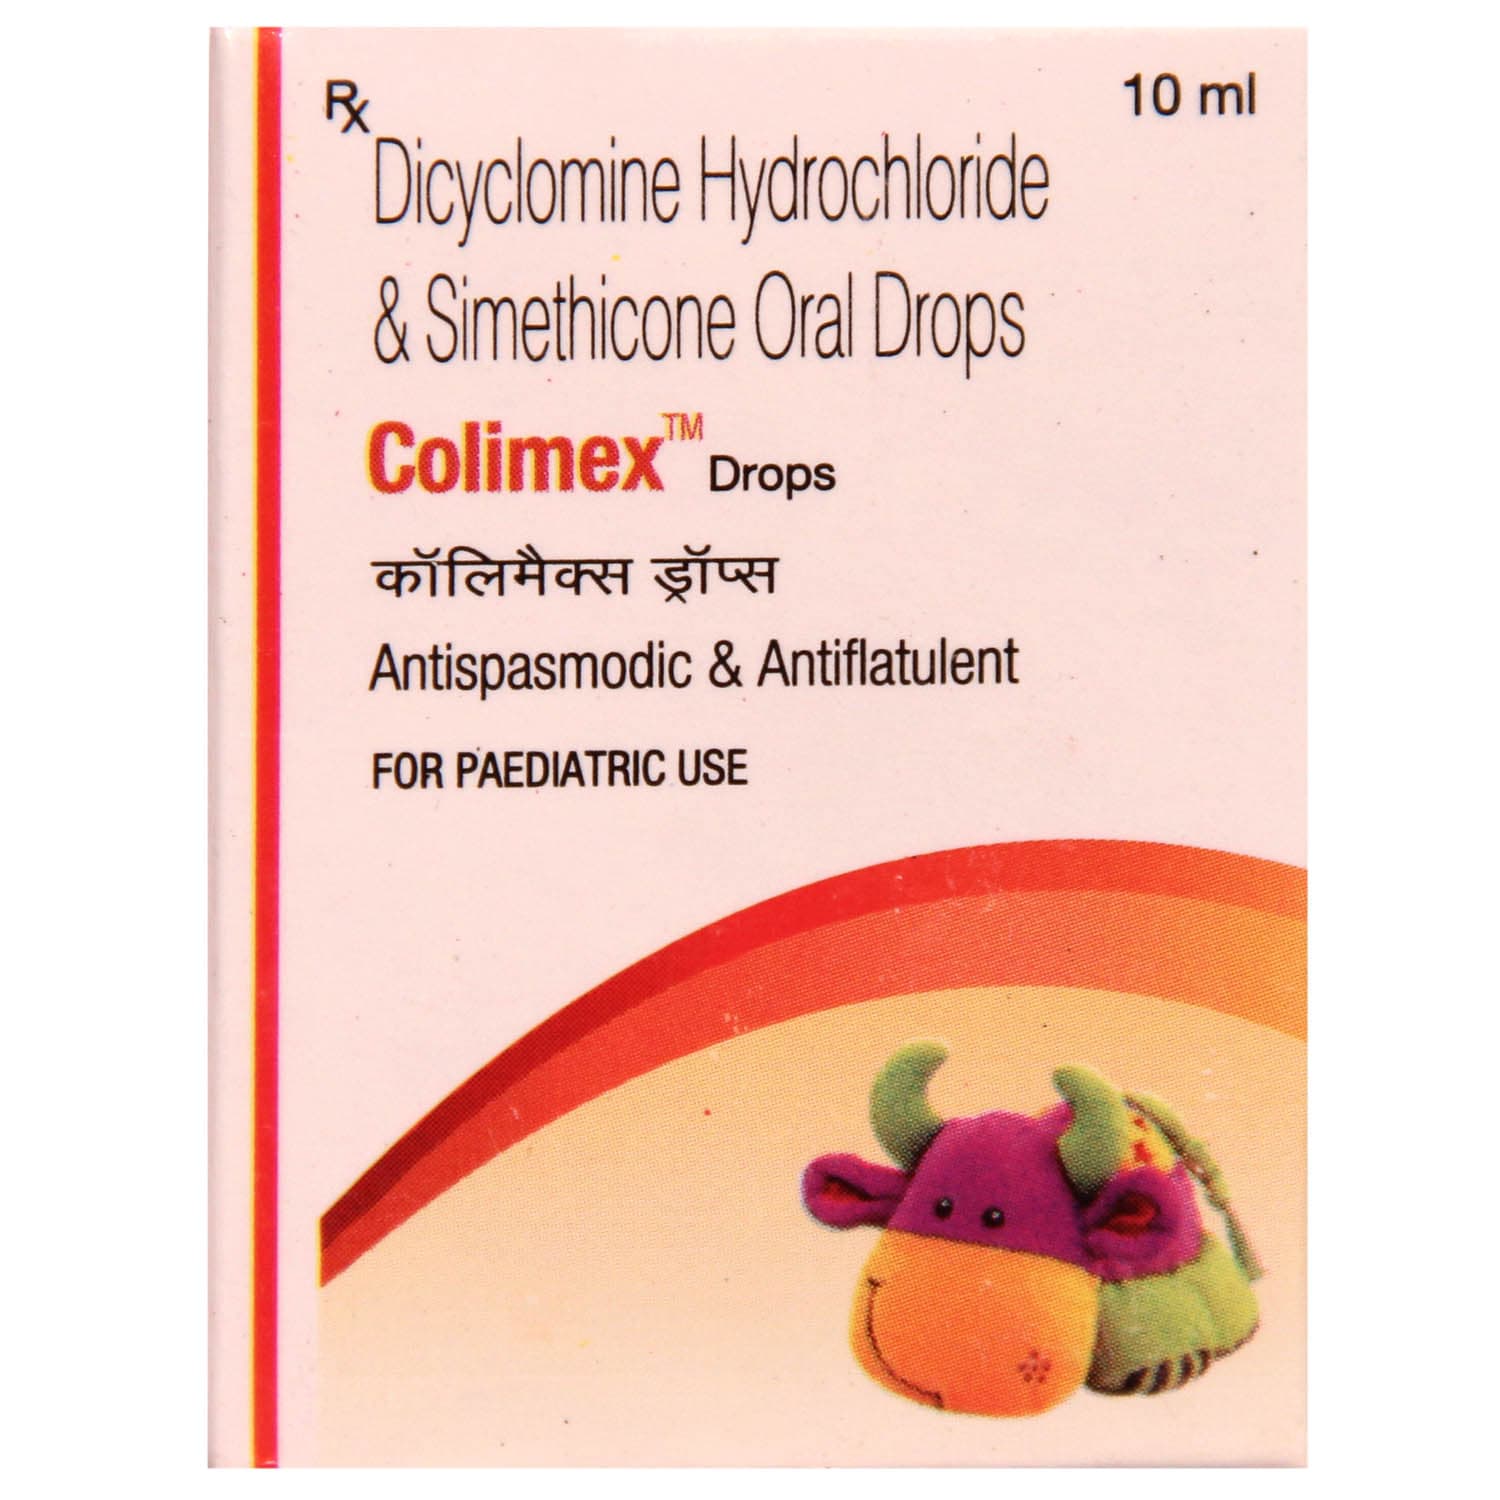 Rx
10 ml
Dicyclomine Hydrochloride
& Simethicone Oral Drops
Colimex™ Drops
कॉलिमैक्स ड्रॉप्स
Antispasmodic & Antiflatulent
FOR PAEDIATRIC USE